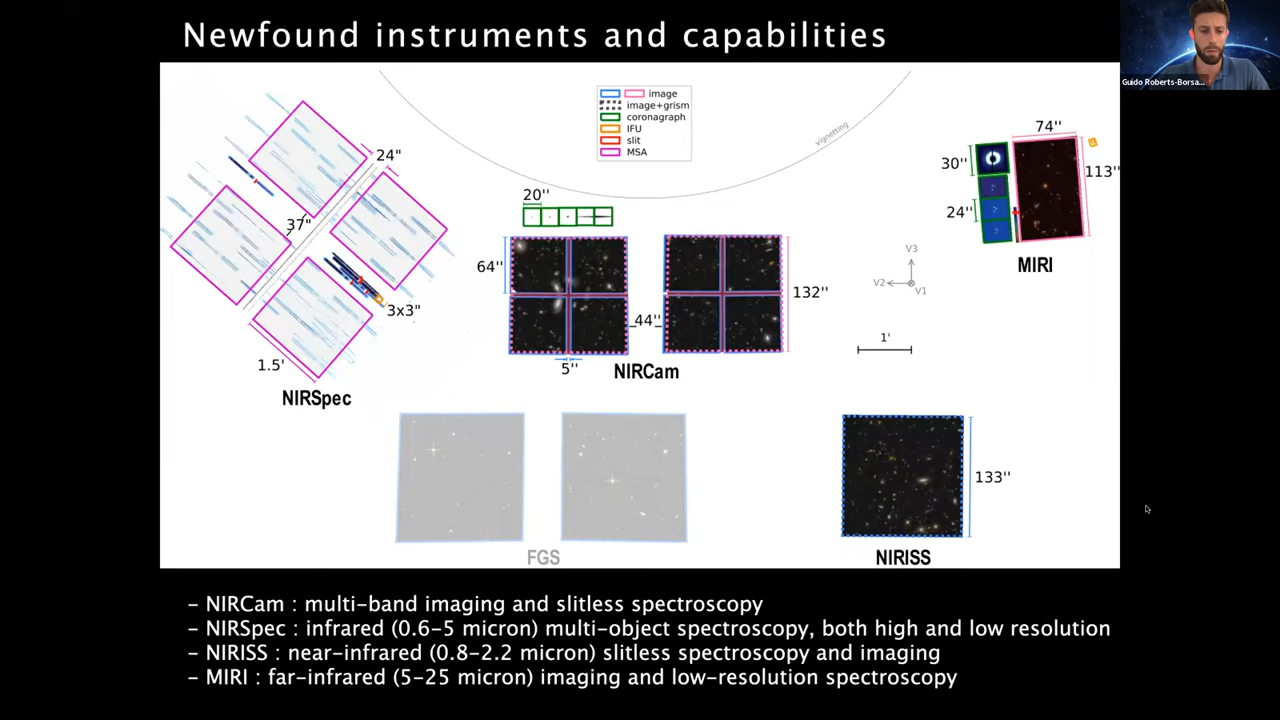 Newfound instruments and capabilities
Guido Roberts-Borsa...
image
image+grism
coronagraph
IFU
slit
MSA
vignetting
24"
37"
3x3"
1.5'
NIRSpec
20''
64''
44''
132''
5''
NIRCam
V3
V2
V1
1'
74''
30''
113''
24''
MIRI
FGS
133''
NIRISS
– NIRCam : multi-band imaging and slitless spectroscopy
– NIRSpec : infrared (0.6–5 micron) multi-object spectroscopy, both high and low resolution
– NIRISS : near-infrared (0.8–2.2 micron) slitless spectroscopy and imaging
– MIRI : far-infrared (5–25 micron) imaging and low-resolution spectroscopy